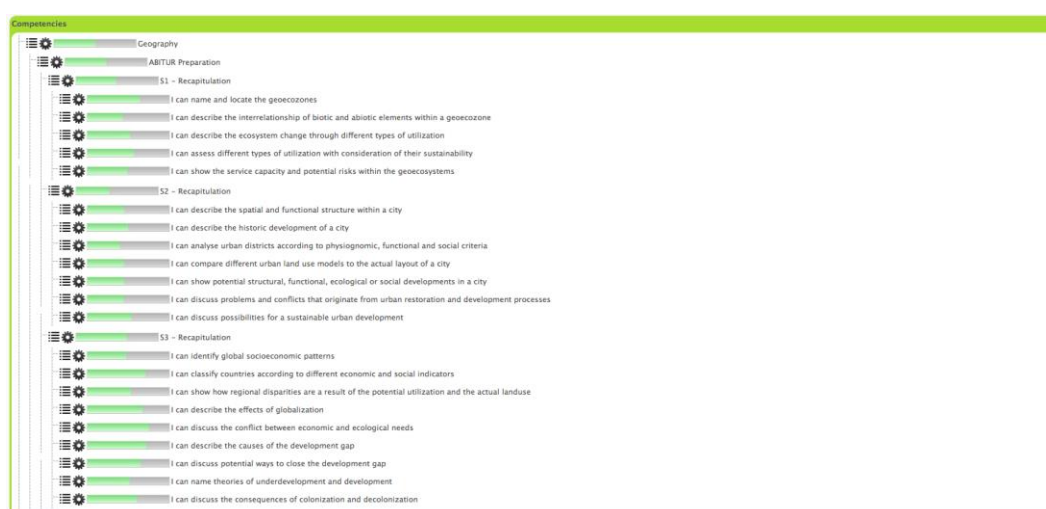 Competencies
Geography
ABITUR Preparation
S1 - Recapitulation
I can name and locate the geoecozones
I can describe the interrelationship of biotic and abiotic elements within a geoecozone
I can describe the ecosystem change through different types of utilization
I can assess different types of utilization with consideration of their sustainability
I can show the service capacity and potential risks within the geoecosystems
S2 - Recapitulation
I can describe the spatial and functional structure within a city
I can describe the historic development of a city
I can analyse urban districts according to physiognomic, functional and social criteria
I can compare different urban land use models to the actual layout of a city
I can show potential structural, functional, ecological or social developments in a city
I can discuss problems and conflicts that originate from urban restoration and development processes
I can discuss possibilities for a sustainable urban development
S3 - Recapitulation
I can identify global socioeconomic patterns
I can classify countries according to different economic and social indicators
I can show how regional disparities are a result of the potential utilization and the actual landuse
I can describe the effects of globalization
I can discuss the conflict between economic and ecological needs
I can describe the causes of the development gap
I can discuss potential ways to close the development gap
I can name theories of underdevelopment and development
I can discuss the consequences of colonization and decolonization